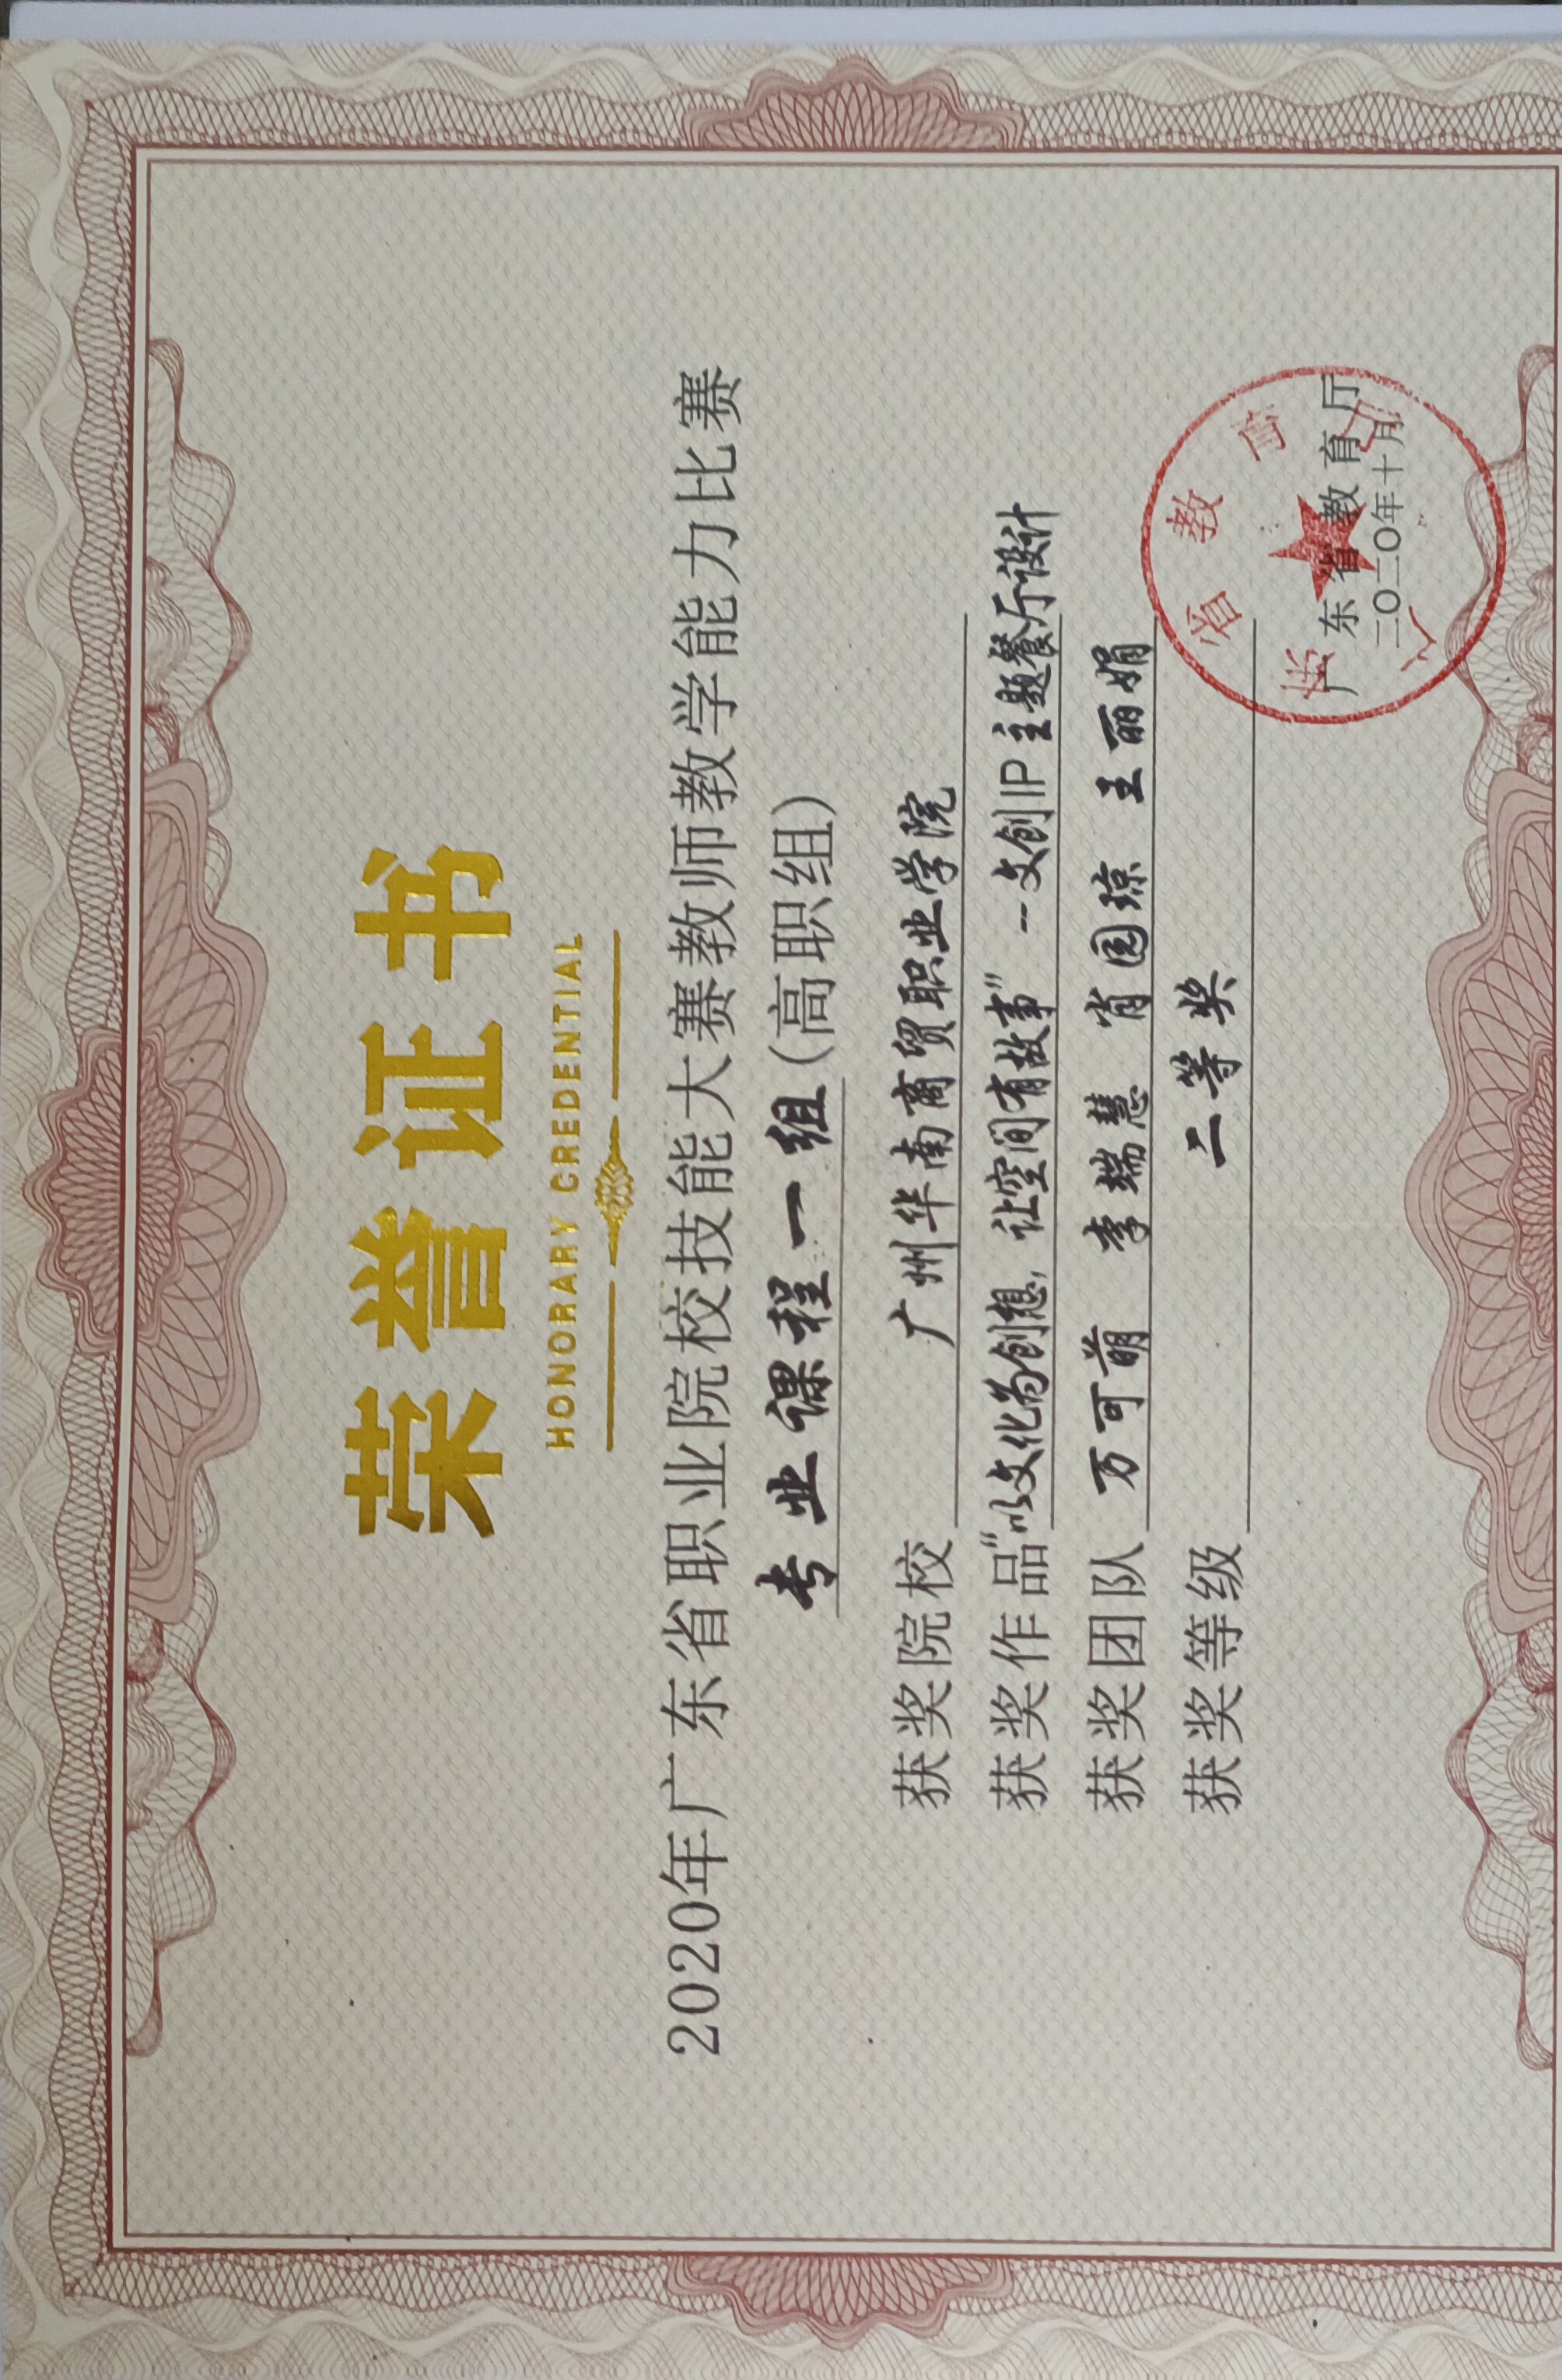 荣誉证书
HONORARY CREDENTIAL
2020年广东省职业院校技能大赛教师教学能力比赛
专业课程一组(高职组)
获奖院校 广州华南商贸职业学院
获奖作品“以文化为创想,让空间有故事”--文创IP主题餐厅设计
获奖团队 万可萌 李端慧 肖园琼 王丽娟
获奖等级 二等奖
广东省教育厅
二〇二〇年十月
广东省教育厅